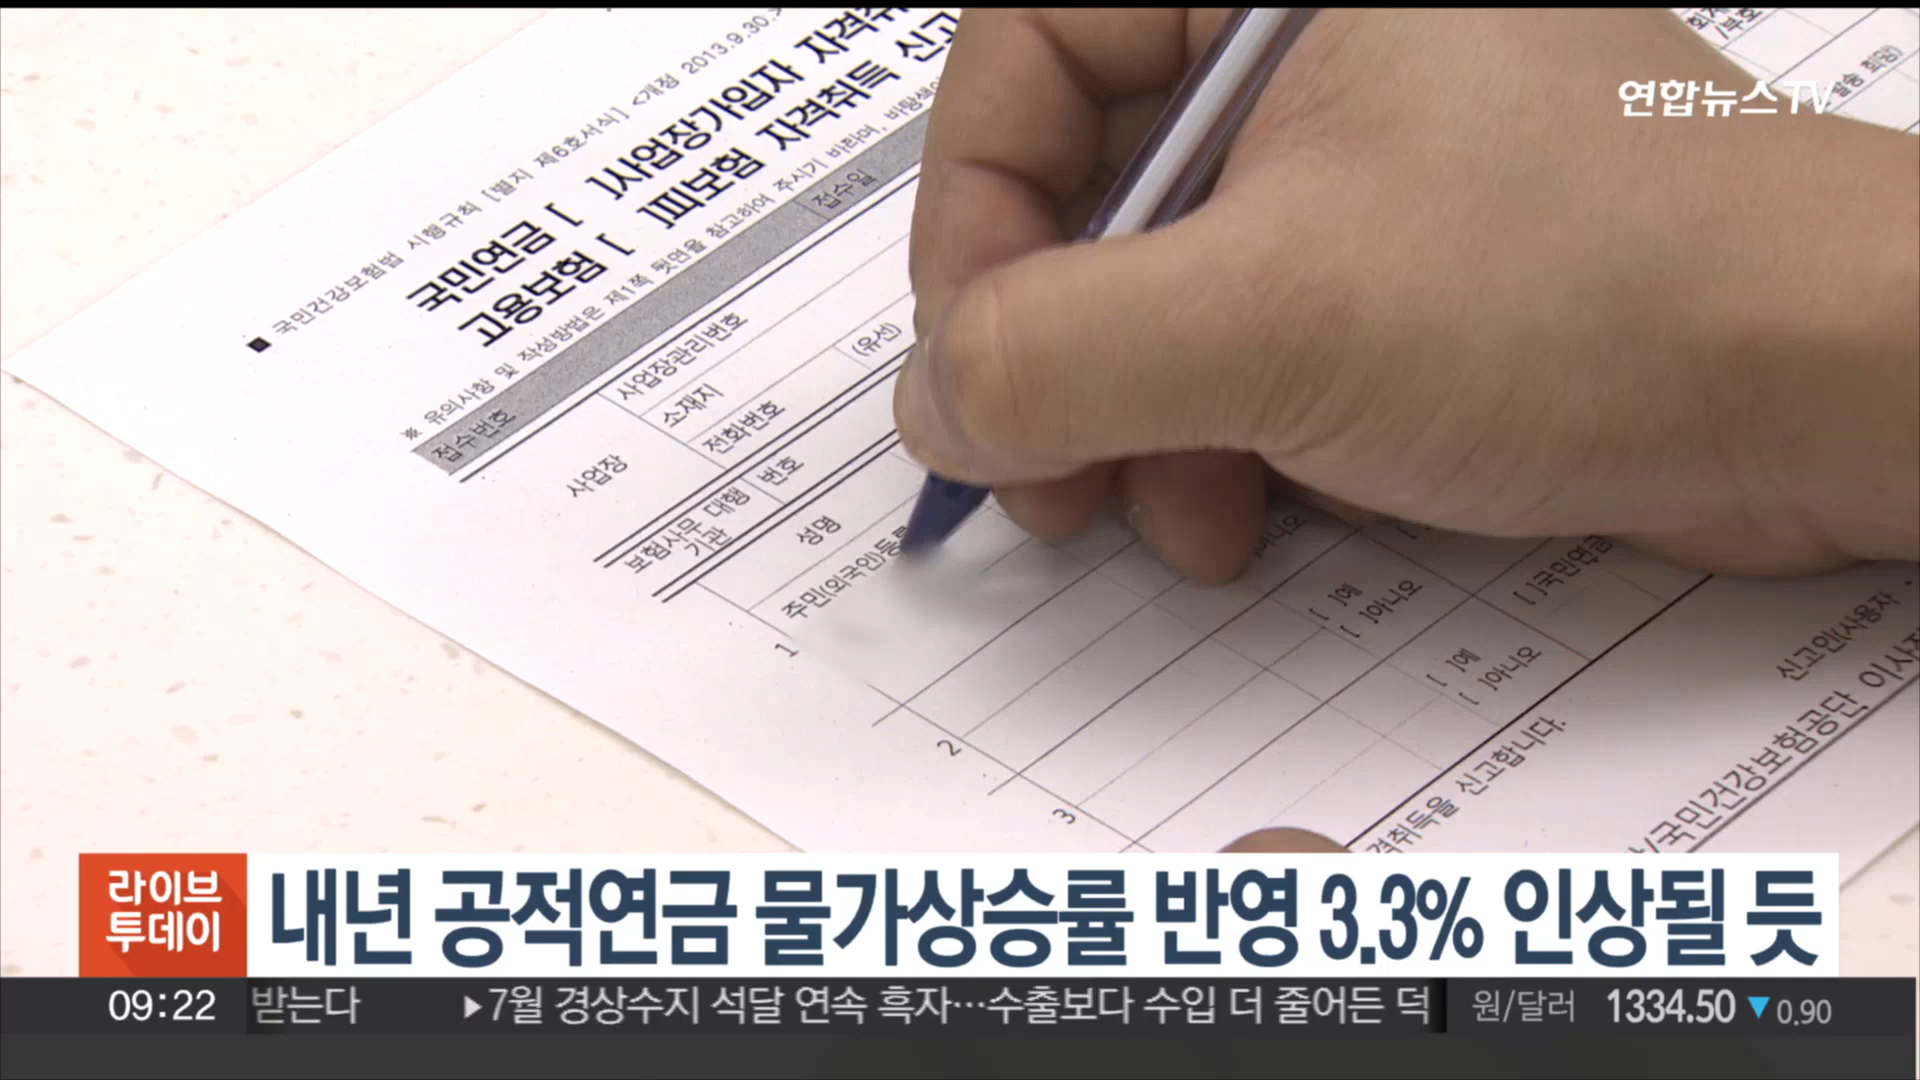 연합뉴스TV
■ 국민건강보험법 시행규칙 [별지 제6호서식] <개정 2013.9.30.>
국민연금 [ ]사업장가입자 자격취
고용보험 [ ]피보험 자격취득 신고
※ 유의사항 및 작성방법은 제1쪽 뒷면을 참고하여 주시기 바라며, 바탕색이
접수번호 접수일
사업장
사업장관리번호
소재지
전화번호 (유선)
보험사무 대행
기관
번호
성명
주민(외국인)등록
1
2
3
[ ]예
[ ]아니오
[ ]예
[ ]아니오
[ ]국민연금
격취득을 신고합니다.
신고인(사용자
/국민건강보험공단 이사장
라이브
투데이
내년 공적연금 물가상승률 반영 3.3% 인상될 듯
09:22 받는다 ▶7월 경상수지 석달 연속 흑자…수출보다 수입 더 줄어든 덕 원/달러 1334.50 ▼ 0.90